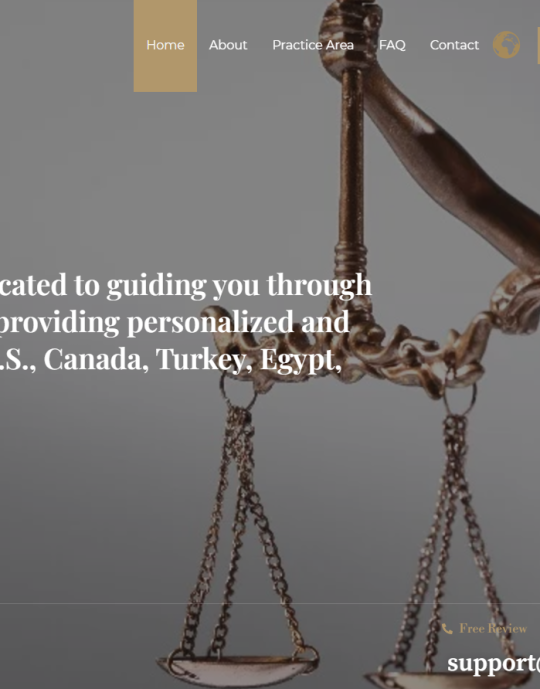 Home About Practice Area FAQ Contact
cated to guiding you through
providing personalized and
.S., Canada, Turkey, Egypt,
Free Review
support@